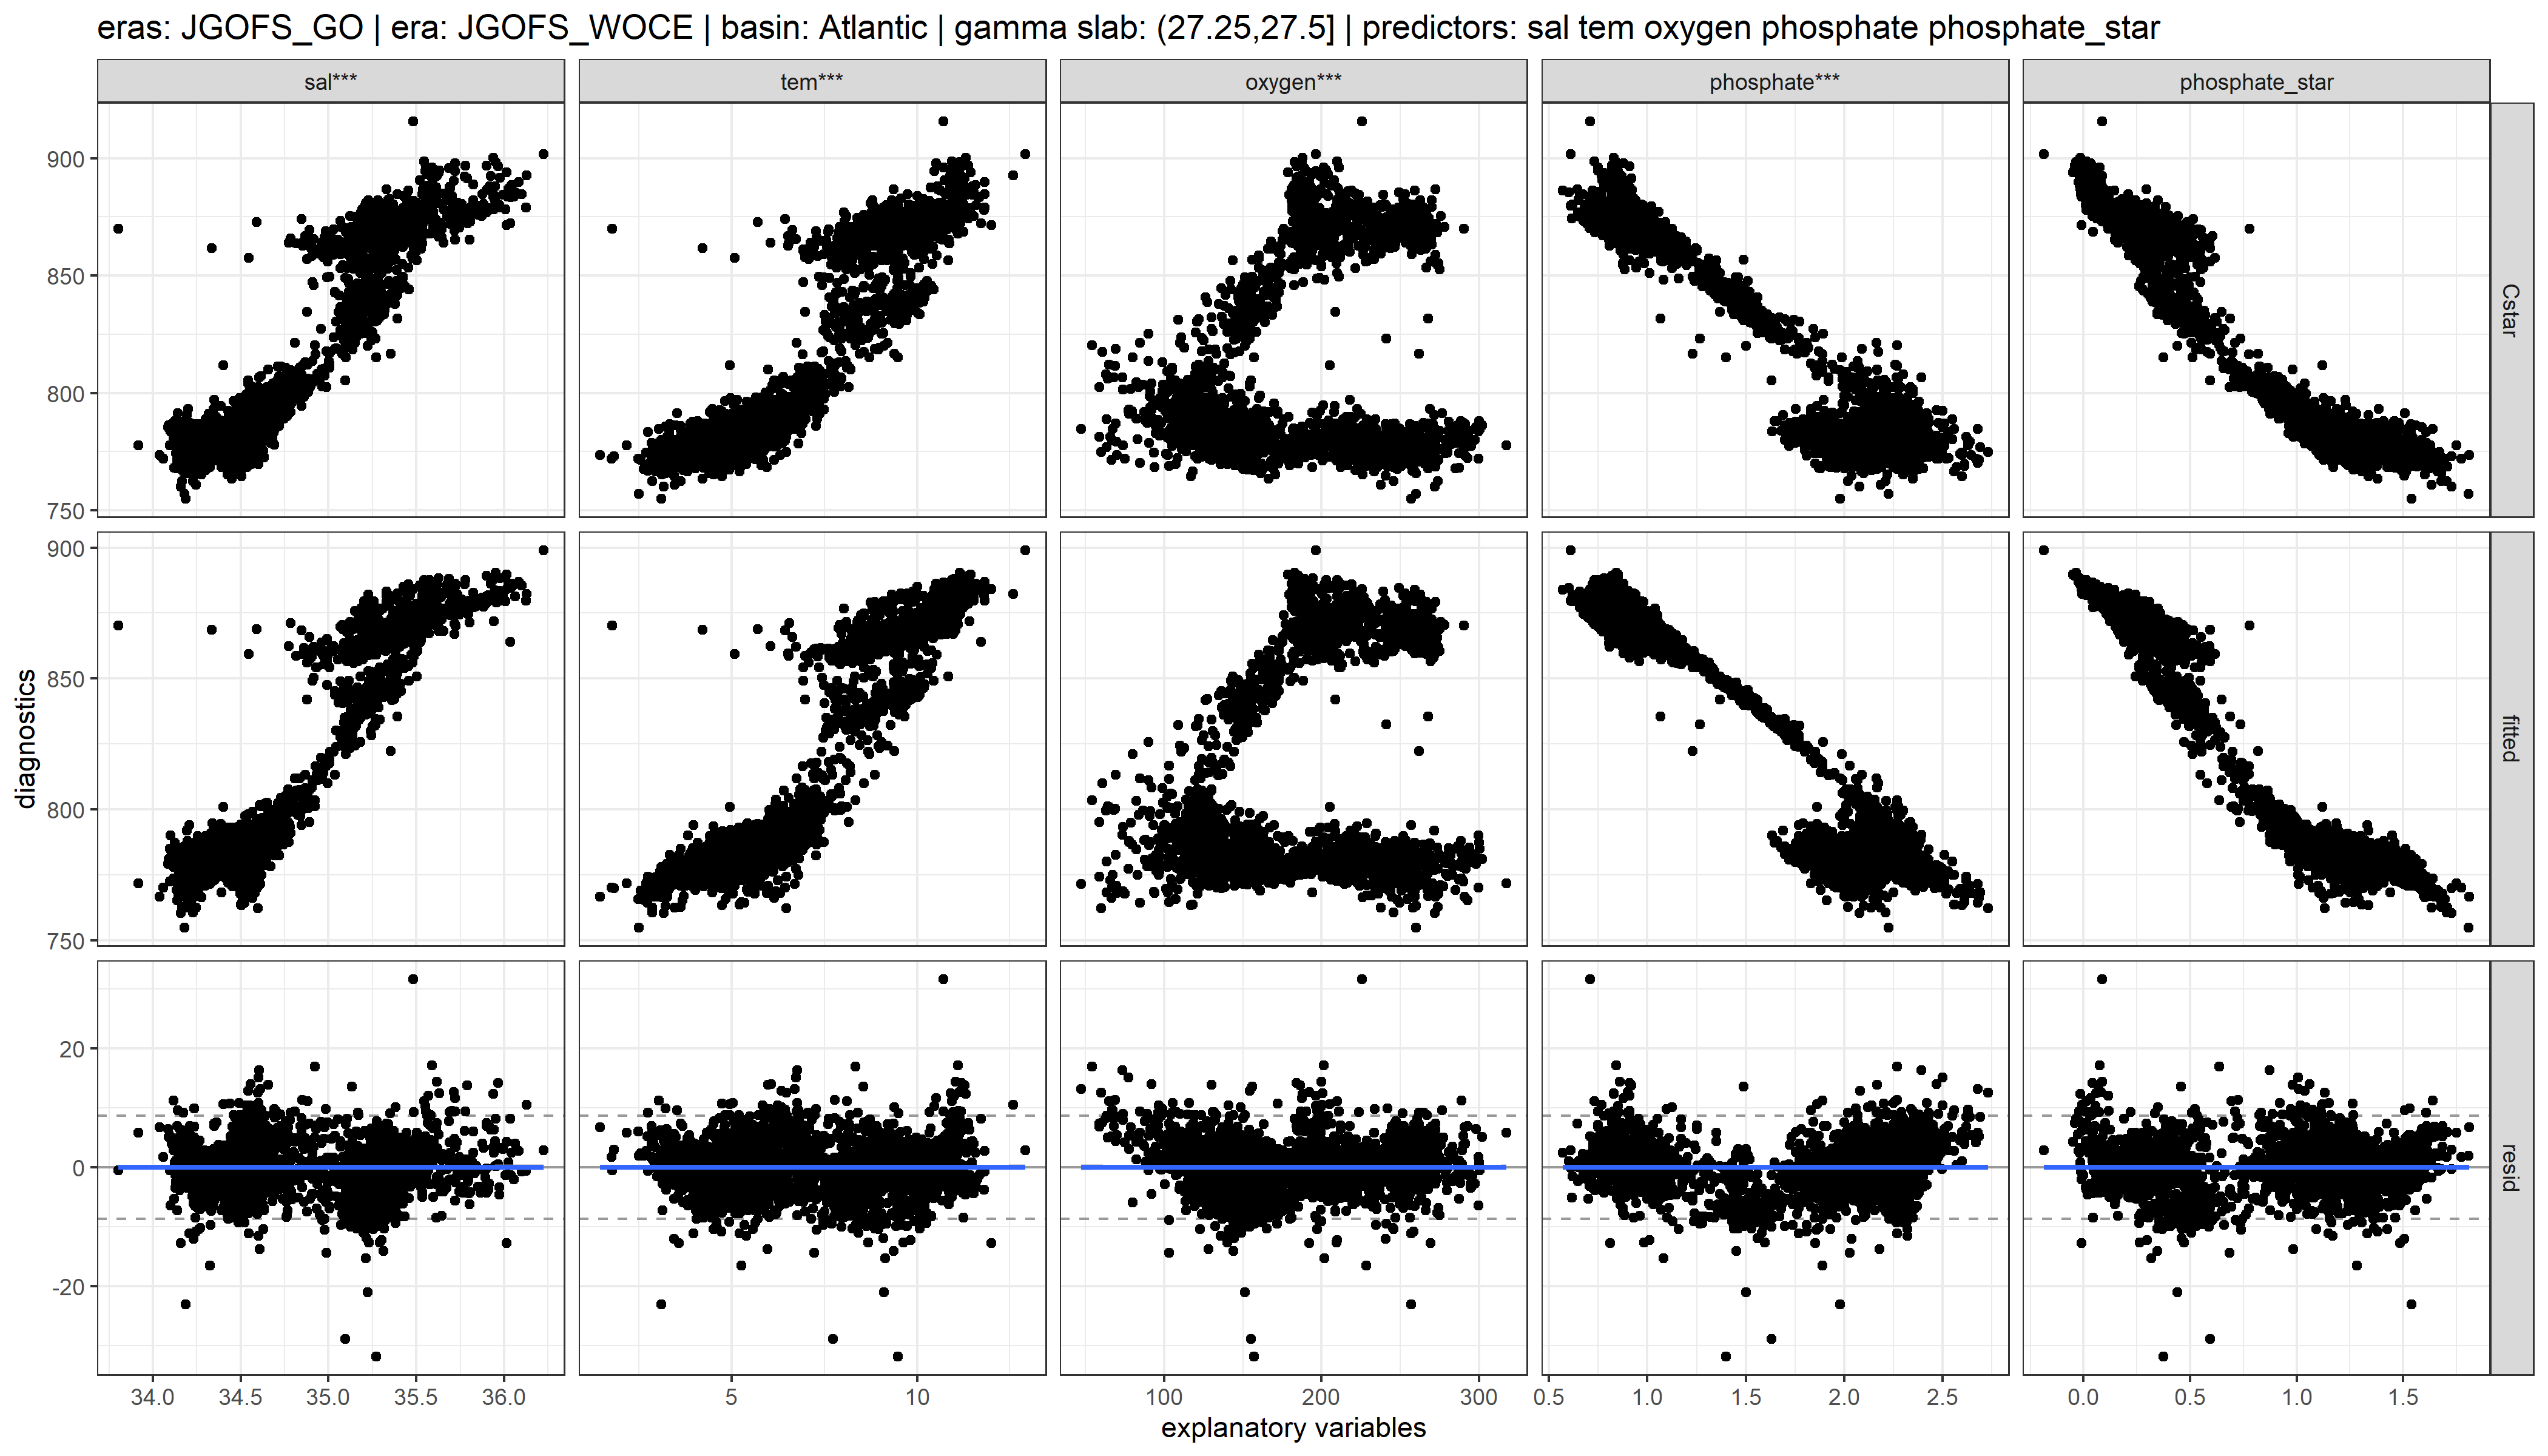 eras: JGOFS_GO | era: JGOFS_WOCE | basin: Atlantic | gamma slab: (27.25,27.5] | predictors: sal tem oxygen phosphate phosphate_star
sal*** tem*** oxygen*** phosphate*** phosphate_star
900
850
800
750
Cstar
900
850
800
750
fitted
diagnostics
20
0
-20
resid
34.0 34.5 35.0 35.5 36.0 5 10 100 200 300 0.5 1.0 1.5 2.0 2.5 0.0 0.5 1.0 1.5
explanatory variables